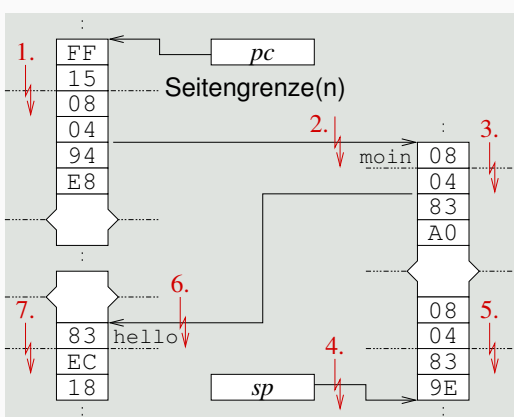 :
1.
FF
pc
15
Seitengrenze(n)
08
04
2.
:
3.
94
moin
08
E8
04
83
A0
:
6.
7.
08
5.
83
hello
04
EC
4.
83
18
sp
9E
:
: